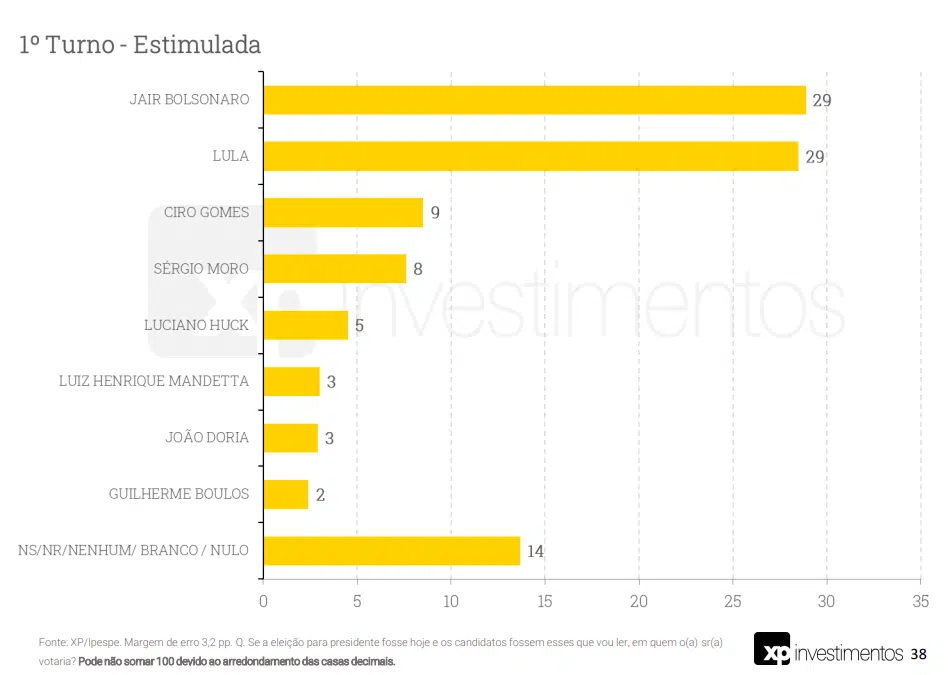 1º Turno - Estimulada
JAIR BOLSONARO 29
LULA 29
CIRO GOMES 9
SÉRGIO MORO 8
LUCIANO HUCK 5
LUIZ HENRIQUE MANDETTA 3
JOÃO DORIA 3
GUILHERME BOULOS 2
NS/NR/NENHUM/ BRANCO / NULO 14
0 5 10 15 20 25 30 35
xp investimentos
Fonte: XP/Ipespe. Margem de erro 3,2 pp. Q. Se a eleição para presidente fosse hoje e os candidatos fossem esses que vou ler, em quem o(a) sr(a)
votaria? Pode não somar 100 devido ao arredondamento das casas decimais.
xp investimentos 38